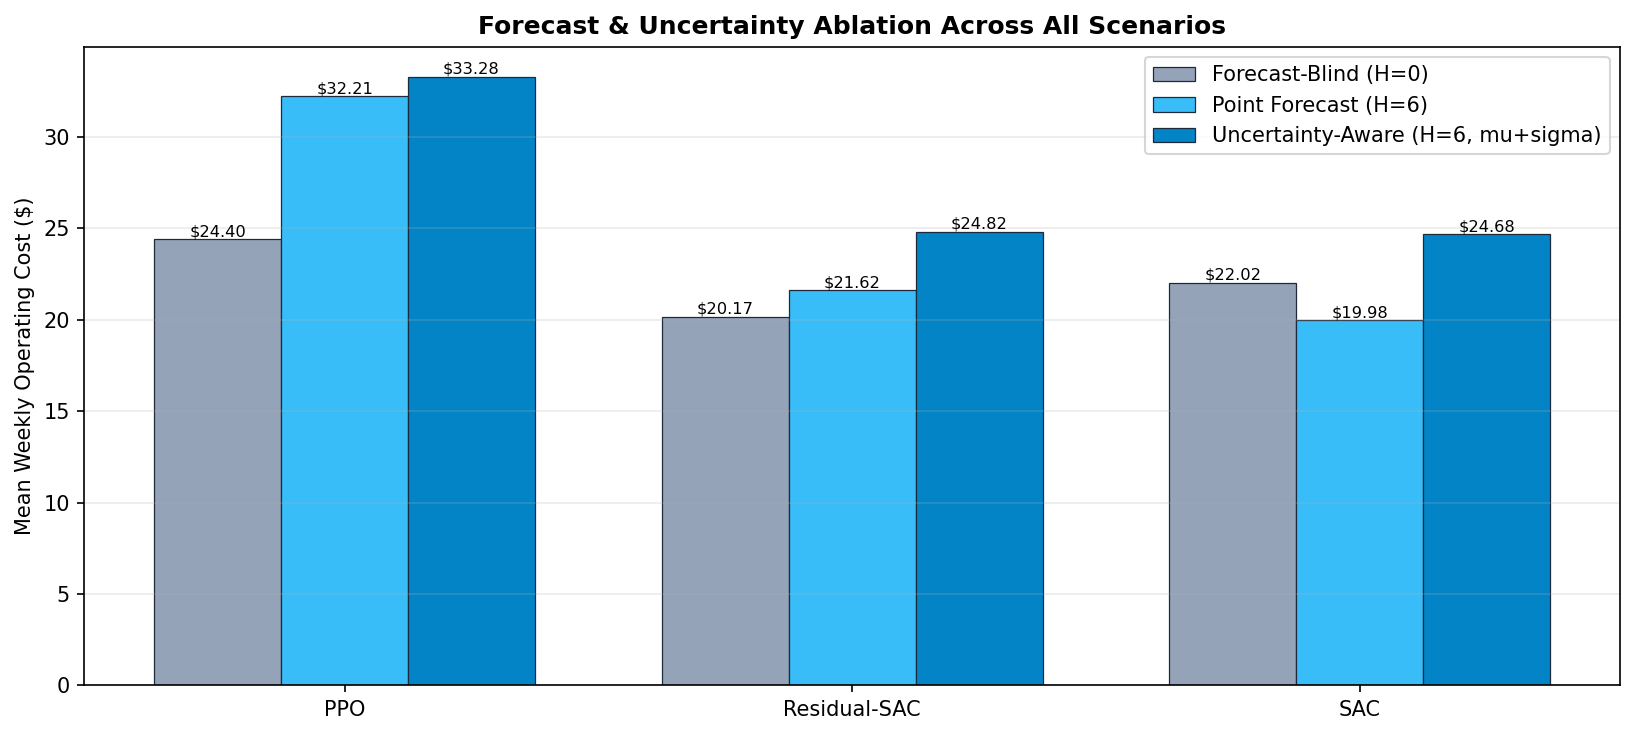 Forecast & Uncertainty Ablation Across All Scenarios
Mean Weekly Operating Cost ($)
30
25
20
15
10
5
0
$24.40
$32.21
$33.28
$20.17
$21.62
$24.82
$22.02
$19.98
$24.68
Forecast-Blind (H=0)
Point Forecast (H=6)
Uncertainty-Aware (H=6, mu+sigma)
PPO
Residual-SAC
SAC